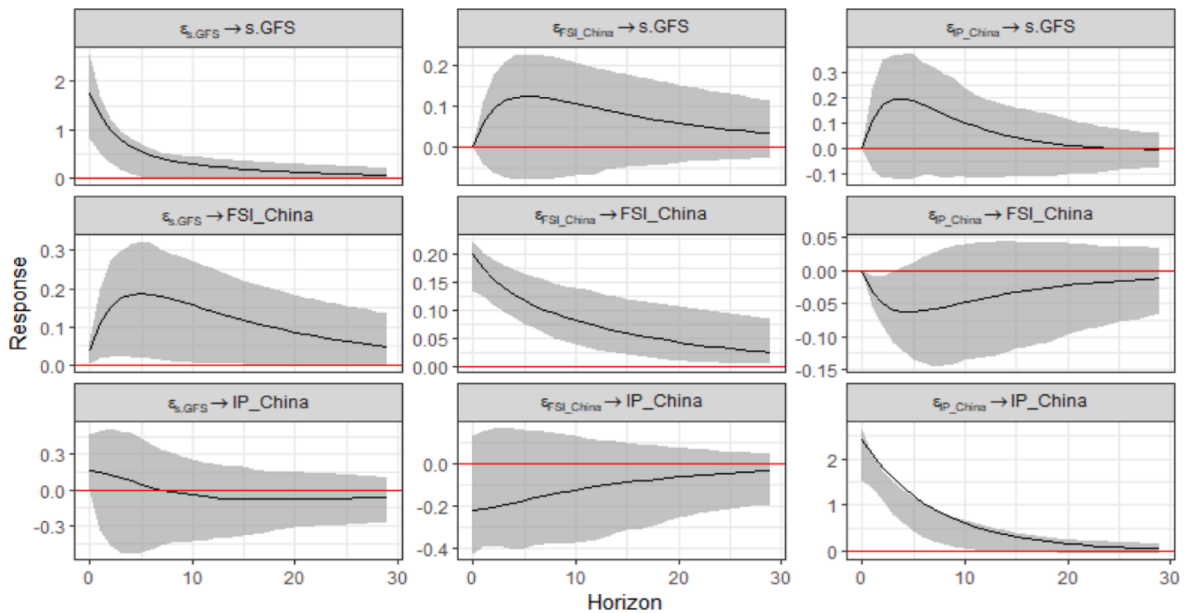 ε_s.GFS → s.GFS
ε_FSI_China → s.GFS
ε_IP_China → s.GFS
2
1
0
0.2
0.1
0.0
0.3
0.2
0.1
0.0
-0.1
ε_s.GFS → FSI_China
ε_FSI_China → FSI_China
ε_IP_China → FSI_China
0.3
0.2
0.1
0.0
0.20
0.15
0.10
0.05
0.00
0.05
0.00
-0.05
-0.10
-0.15
Response
ε_s.GFS → IP_China
ε_FSI_China → IP_China
ε_IP_China → IP_China
0.3
0.0
-0.3
0.0
-0.2
-0.4
2
1
0
0 10 20 30
0 10 20 30
0 10 20 30
Horizon